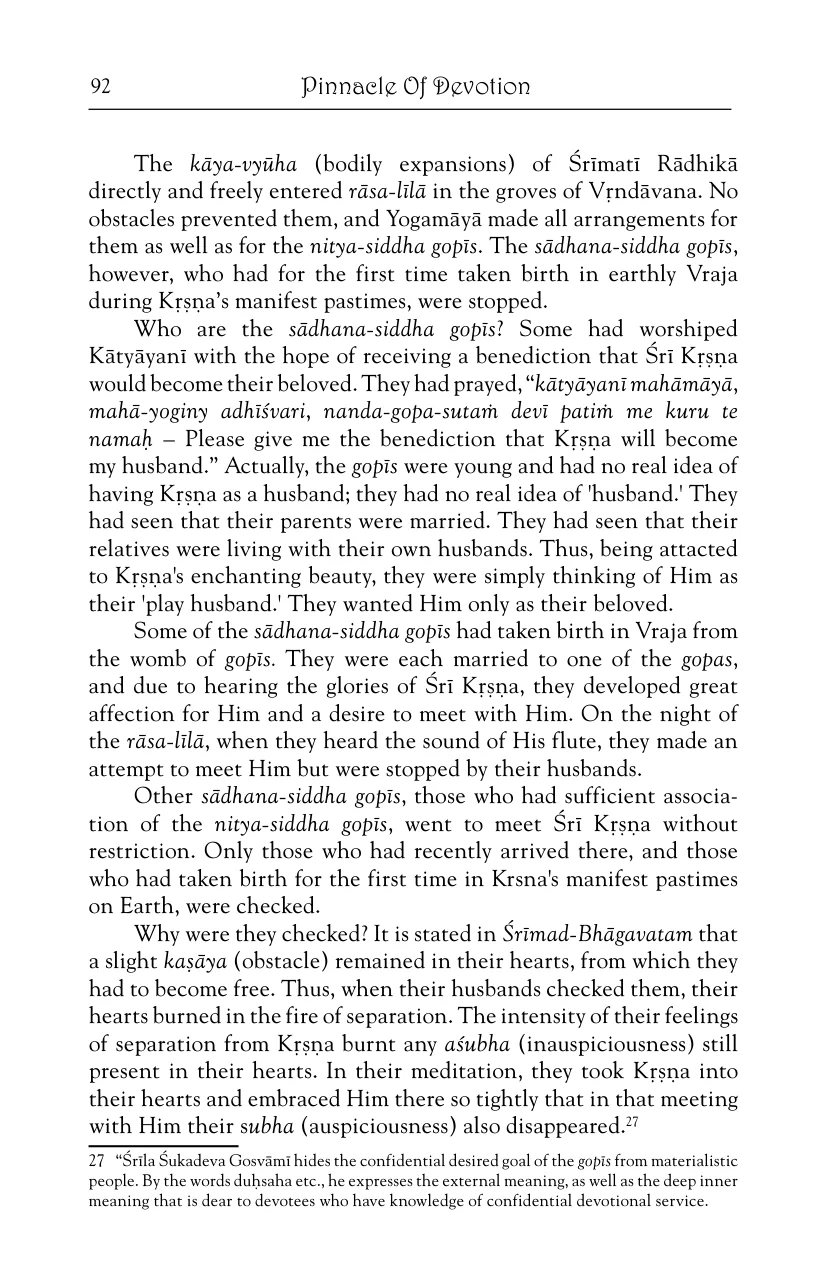 92 Pinnacle Of Devotion
The kāya-vyūha (bodily expansions) of Śrīmatī Rādhikā
directly and freely entered rāsa-līlā in the groves of Vṛndāvana. No
obstacles prevented them, and Yogamāyā made all arrangements for
them as well as for the nitya-siddha gopīs. The sādhana-siddha gopīs,
however, who had for the first time taken birth in earthly Vraja
during Kṛṣṇa’s manifest pastimes, were stopped.
Who are the sādhana-siddha gopīs? Some had worshiped
Kātyāyanī with the hope of receiving a benediction that Śrī Kṛṣṇa
would become their beloved. They had prayed, “kātyāyanī mahāmāyā,
mahā-yoginy adhīśvari, nanda-gopa-sutaṁ devī patiṁ me kuru te
namaḥ – Please give me the benediction that Kṛṣṇa will become
my husband.” Actually, the gopīs were young and had no real idea of
having Kṛṣṇa as a husband; they had no real idea of 'husband.' They
had seen that their parents were married. They had seen that their
relatives were living with their own husbands. Thus, being attacted
to Kṛṣṇa's enchanting beauty, they were simply thinking of Him as
their 'play husband.' They wanted Him only as their beloved.
Some of the sādhana-siddha gopīs had taken birth in Vraja from
the womb of gopīs. They were each married to one of the gopas,
and due to hearing the glories of Śrī Kṛṣṇa, they developed great
affection for Him and a desire to meet with Him. On the night of
the rāsa-līlā, when they heard the sound of His flute, they made an
attempt to meet Him but were stopped by their husbands.
Other sādhana-siddha gopīs, those who had sufficient associa-
tion of the nitya-siddha gopīs, went to meet Śrī Kṛṣṇa without
restriction. Only those who had recently arrived there, and those
who had taken birth for the first time in Krsna's manifest pastimes
on Earth, were checked.
Why were they checked? It is stated in Śrīmad-Bhāgavatam that
a slight kaṣāya (obstacle) remained in their hearts, from which they
had to become free. Thus, when their husbands checked them, their
hearts burned in the fire of separation. The intensity of their feelings
of separation from Kṛṣṇa burnt any aśubha (inauspiciousness) still
present in their hearts. In their meditation, they took Kṛṣṇa into
their hearts and embraced Him there so tightly that in that meeting
with Him their subha (auspiciousness) also disappeared.27
27 “Śrīla Śukadeva Gosvāmī hides the confidential desired goal of the gopīs from materialistic
people. By the words duḥsaha etc., he expresses the external meaning, as well as the deep inner
meaning that is dear to devotees who have knowledge of confidential devotional service.